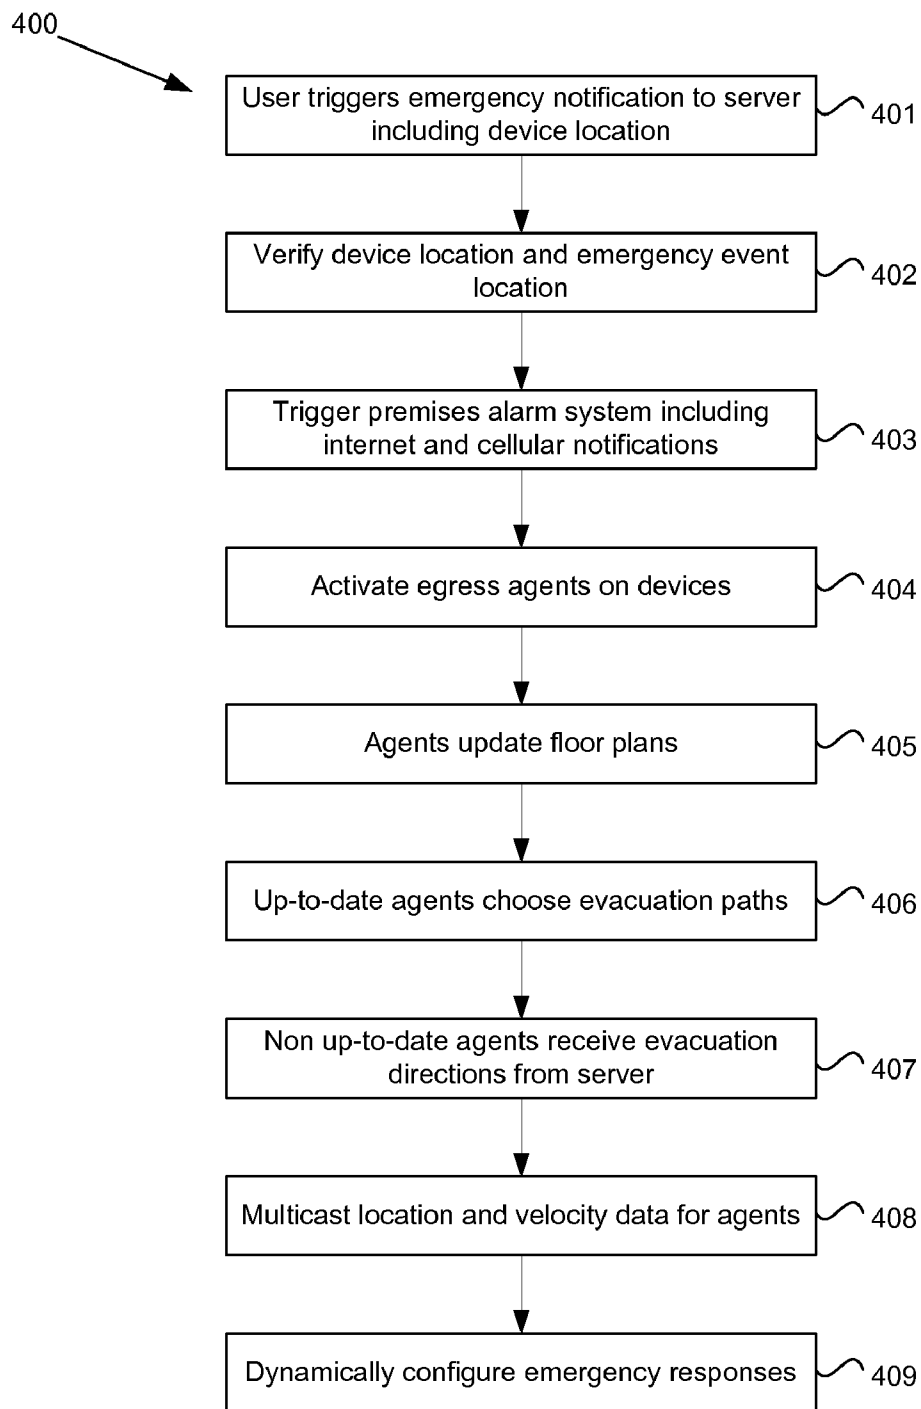 400
User triggers emergency notification to server
including device location
401
Verify device location and emergency event
location
402
Trigger premises alarm system including
internet and cellular notifications
403
Activate egress agents on devices
404
Agents update floor plans
405
Up-to-date agents choose evacuation paths
406
Non up-to-date agents receive evacuation
directions from server
407
Multicast location and velocity data for agents
408
Dynamically configure emergency responses
409